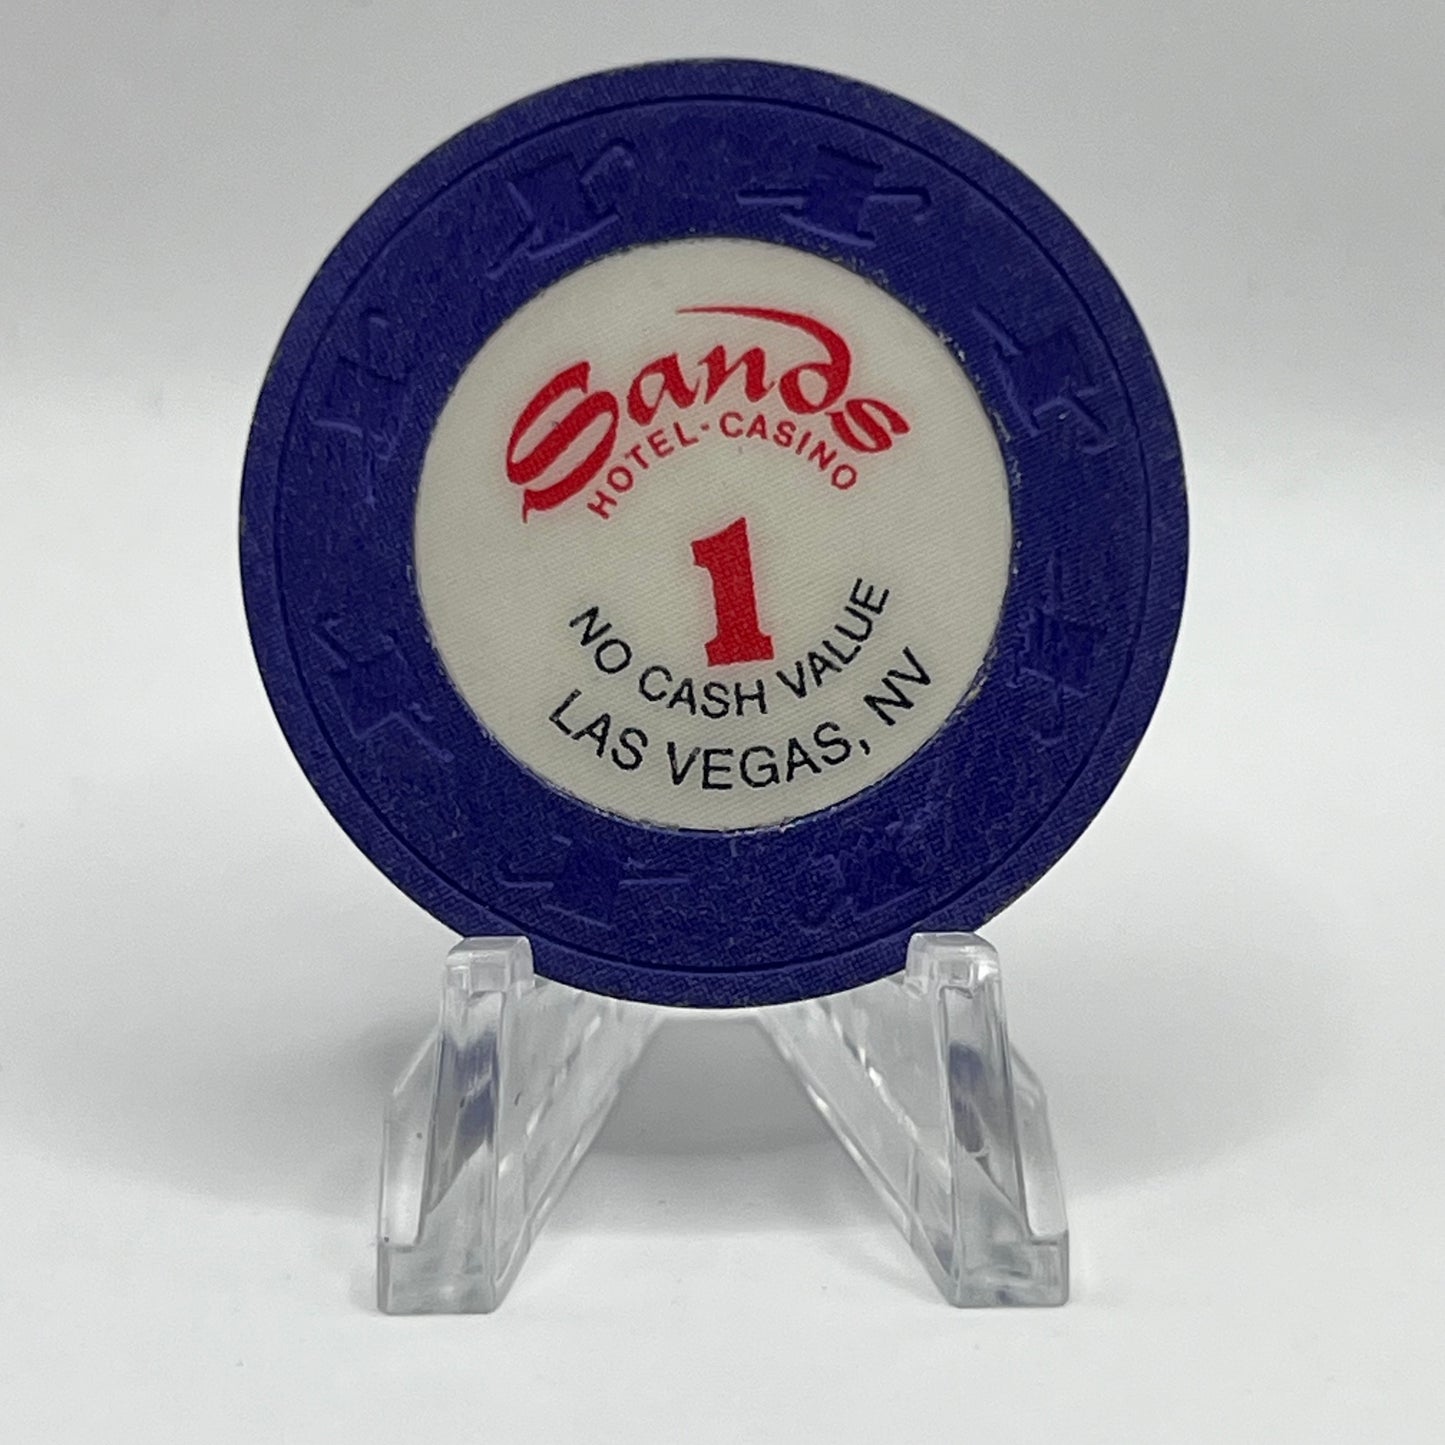 Sands
HOTEL·CASINO
1
NO CASH VALUE
LAS VEGAS, NV